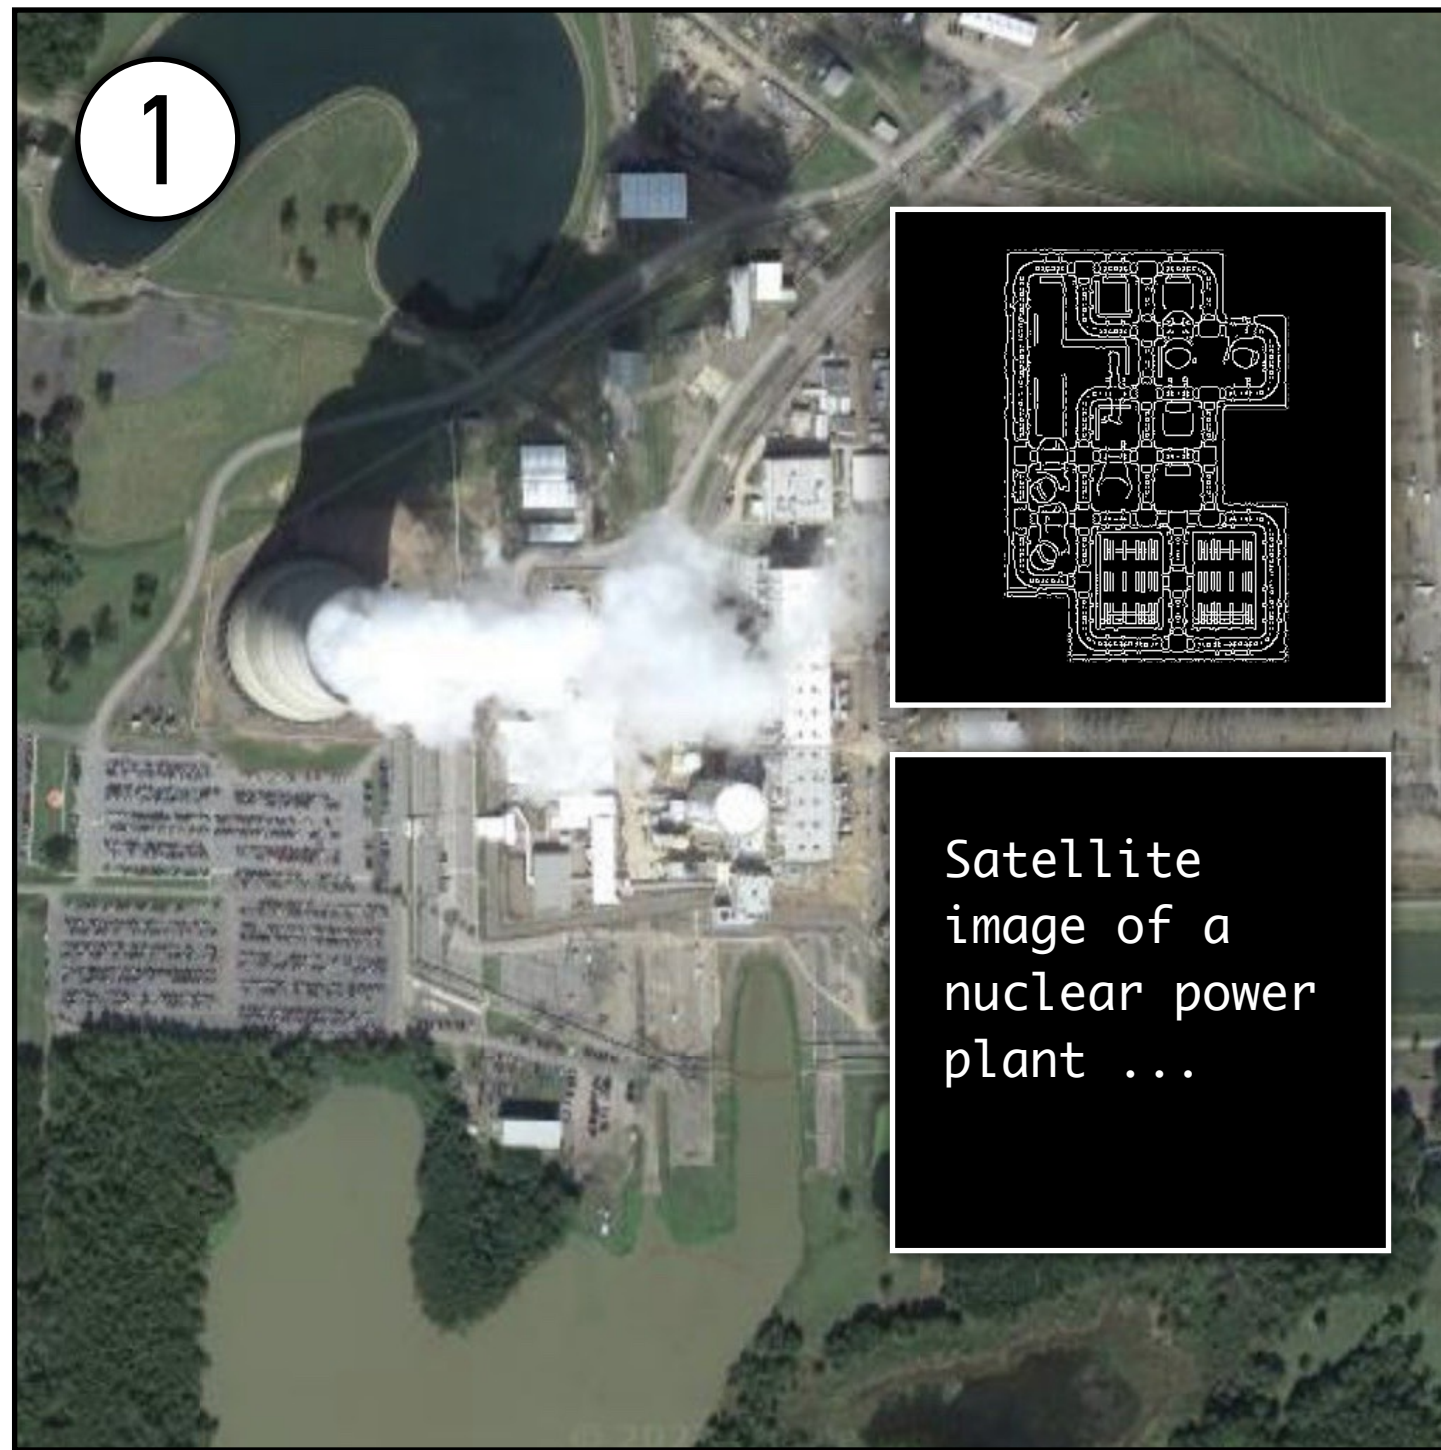 1
Satellite
image of a
nuclear power
plant ...